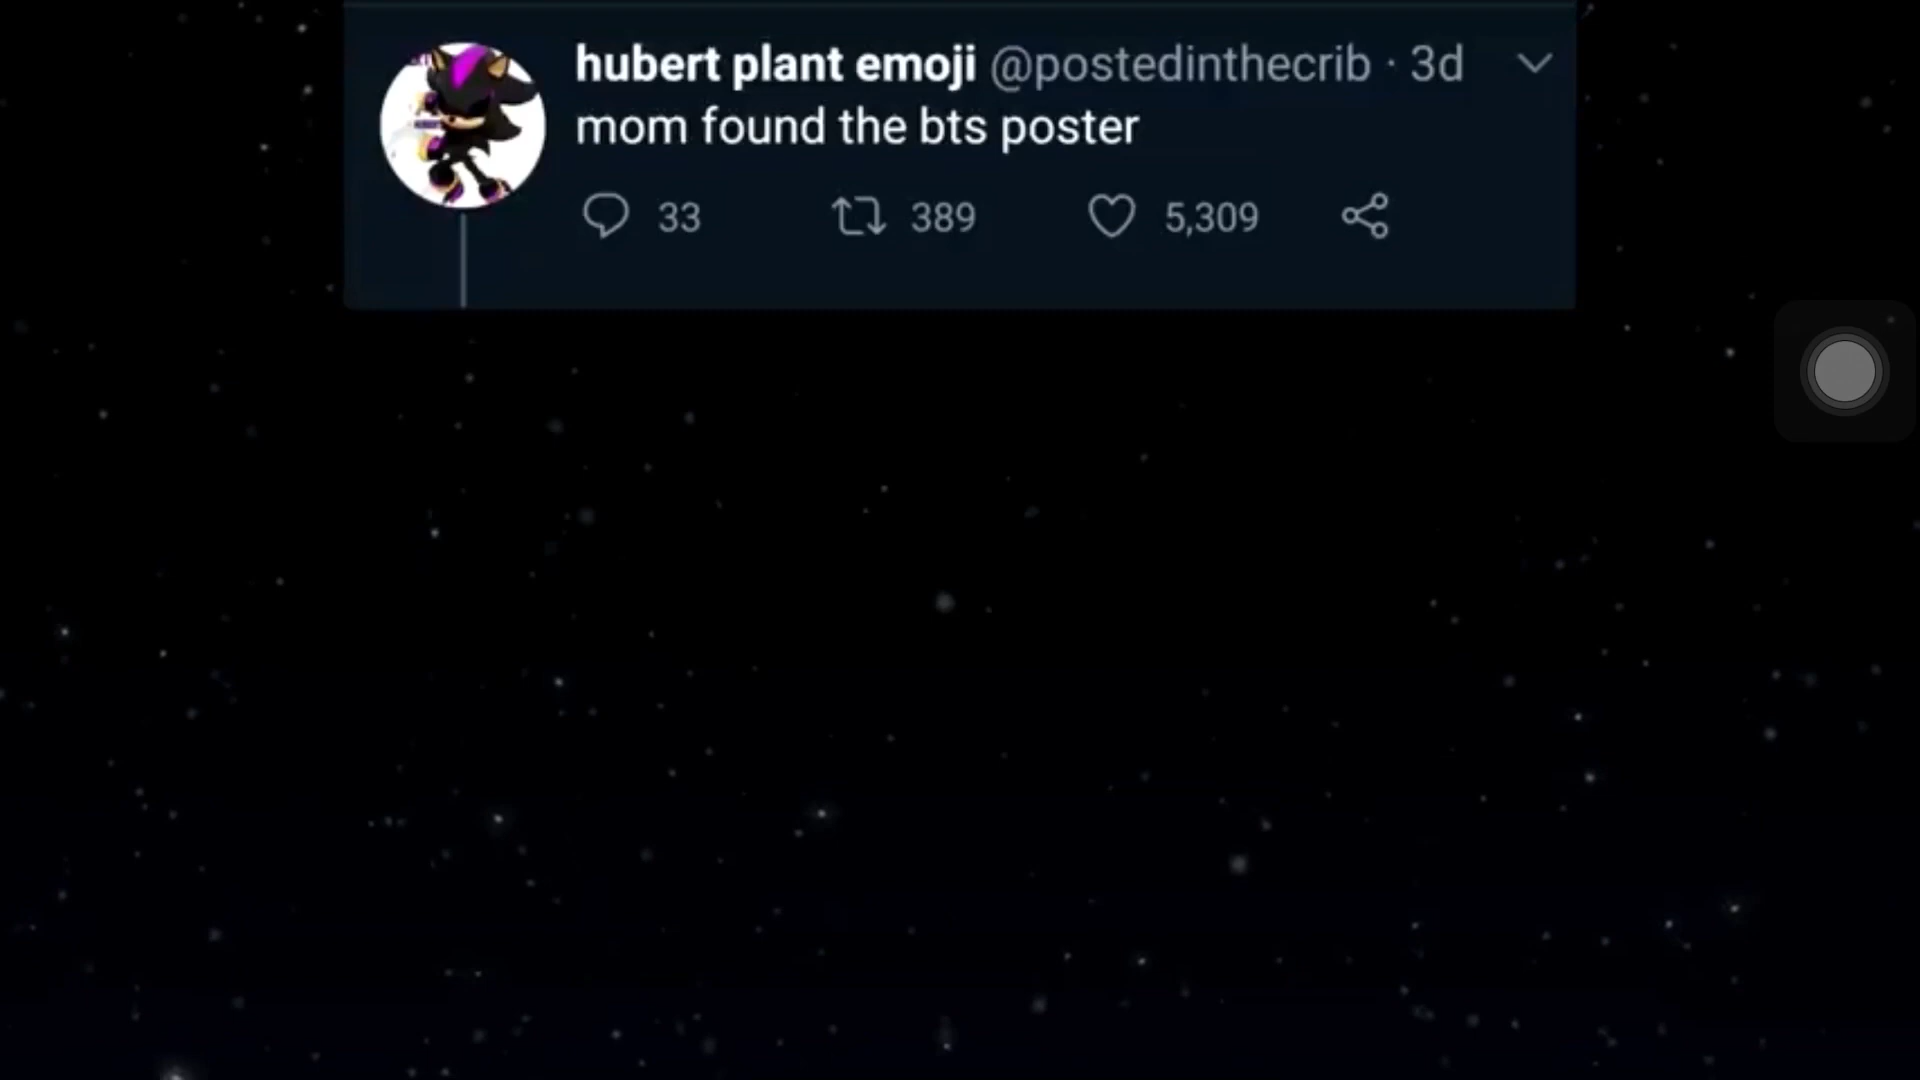 hubert plant emoji @postedinthecrib · 3d
mom found the bts poster
33 389 5,309